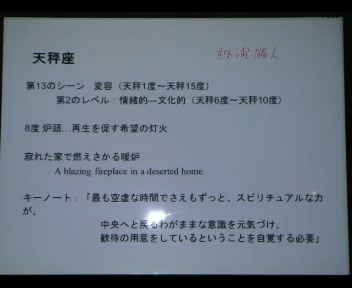 天秤座
第13のシーン　変容（天秤1度～天秤15度）
第2のレベル：情緒的―文化的（天秤6度～天秤10度）
8度 炉頭…再生を促す希望の灯火
寂れた家で燃えさかる暖炉
A blazing fireplace in a deserted home.
キーノート：「最も空虚な時間でさえもずっと、スピリチュアルな力
が、
中央へと戻るわがままな意識を元気づけ、
歓待の用意をしているということを自覚する必要」